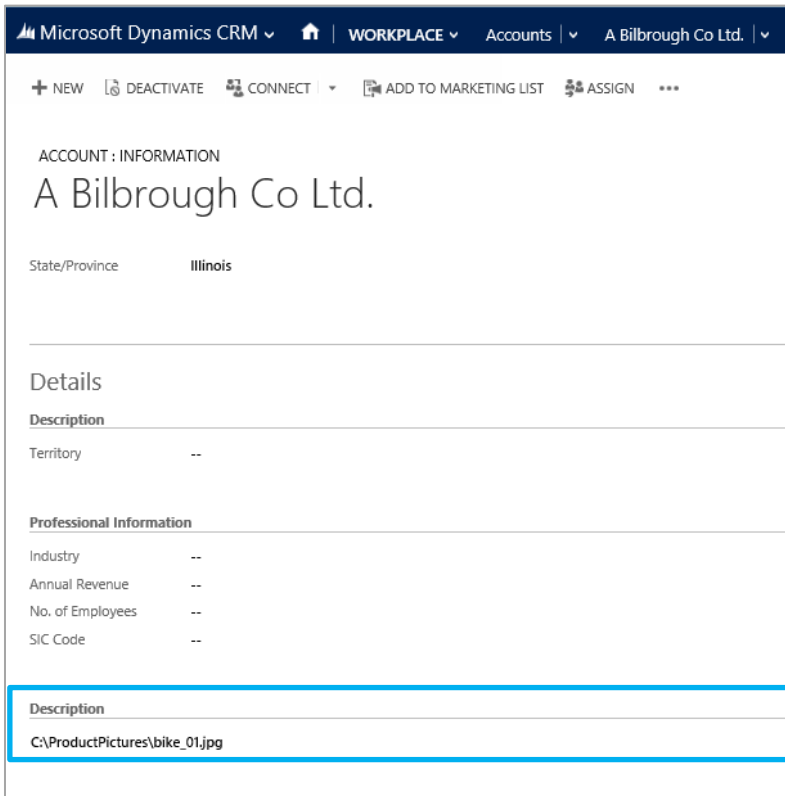 Microsoft Dynamics CRM | WORKPLACE Accounts | A Bilbrough Co Ltd. |
+ NEW DEACTIVATE CONNECT ADD TO MARKETING LIST ASSIGN •••
ACCOUNT : INFORMATION
A Bilbrough Co Ltd.
State/Province Illinois
Details
Description
Territory --
Professional Information
Industry --
Annual Revenue --
No. of Employees --
SIC Code --
Description
C:\ProductPictures\bike_01.jpg